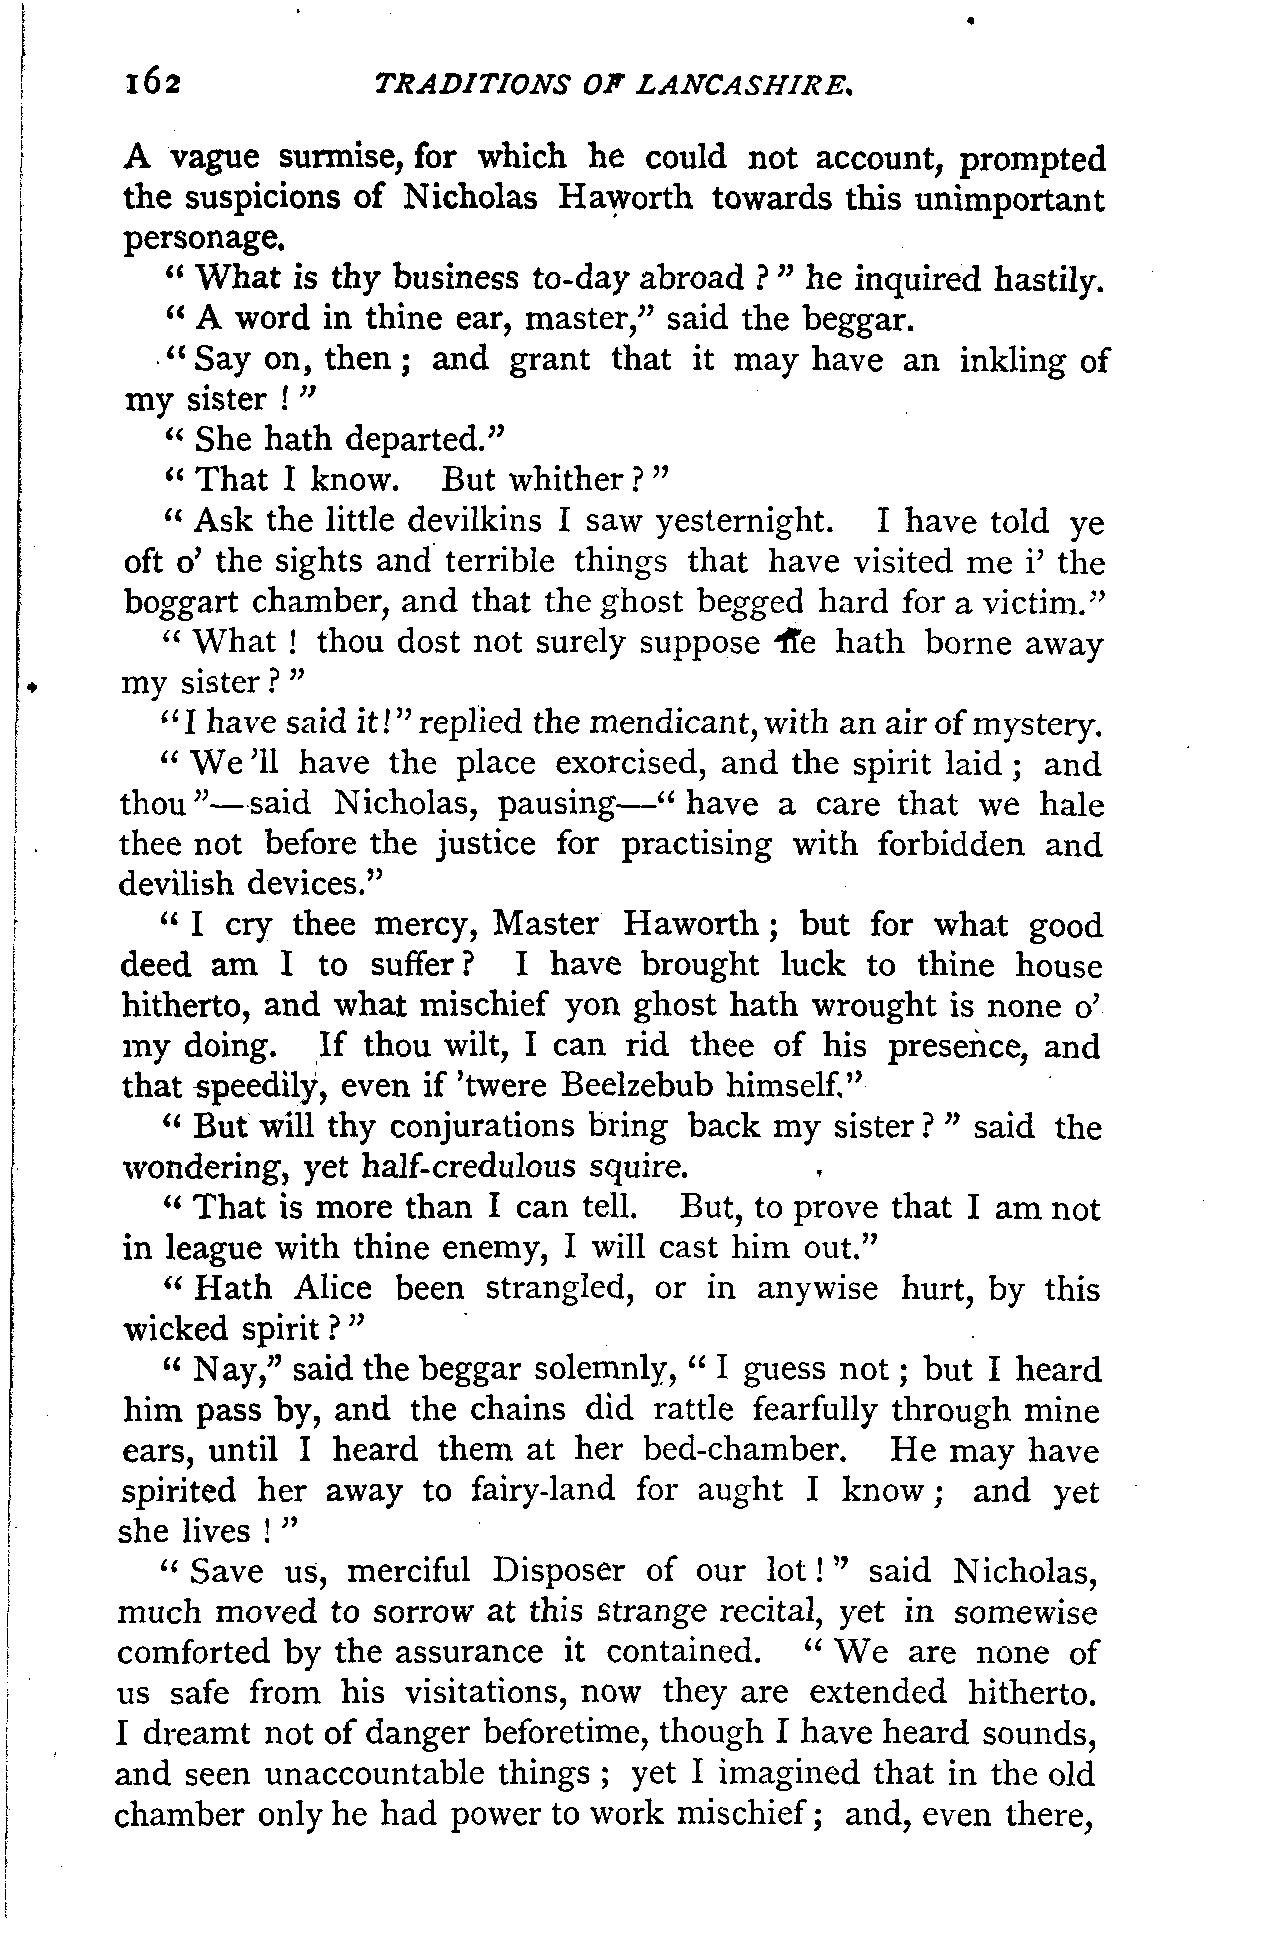 162 TRADITIONS OF LANCASHIRE.
A vague surmise, for which he could not account, prompted
the suspicions of Nicholas Haworth towards this unimportant
personage.
“ What is thy business to-day abroad ? ” he inquired hastily.
“ A word in thine ear, master,” said the beggar.
“ Say on, then ; and grant that it may have an inkling of
my sister ! ”
“ She hath departed.”
“ That I know. But whither ? ”
“ Ask the little devilkins I saw yesternight. I have told ye
oft o’ the sights and terrible things that have visited me i’ the
boggart chamber, and that the ghost begged hard for a victim.”
“ What ! thou dost not surely suppose he hath borne away
my sister ? ”
“I have said it!” replied the mendicant, with an air of mystery.
“ We ’ll have the place exorcised, and the spirit laid ; and
thou ”—said Nicholas, pausing—“ have a care that we hale
thee not before the justice for practising with forbidden and
devilish devices.”
“ I cry thee mercy, Master Haworth ; but for what good
deed am I to suffer ? I have brought luck to thine house
hitherto, and what mischief yon ghost hath wrought is none o’
my doing. If thou wilt, I can rid thee of his presence, and
that speedily, even if ’twere Beelzebub himself.”
“ But will thy conjurations bring back my sister ? ” said the
wondering, yet half-credulous squire.
“ That is more than I can tell. But, to prove that I am not
in league with thine enemy, I will cast him out.”
“ Hath Alice been strangled, or in anywise hurt, by this
wicked spirit ? ”
“ Nay,” said the beggar solemnly, “ I guess not ; but I heard
him pass by, and the chains did rattle fearfully through mine
ears, until I heard them at her bed-chamber. He may have
spirited her away to fairy-land for aught I know ; and yet
she lives ! ”
“ Save us, merciful Disposer of our lot ! ” said Nicholas,
much moved to sorrow at this strange recital, yet in somewise
comforted by the assurance it contained. “ We are none of
us safe from his visitations, now they are extended hitherto.
I dreamt not of danger beforetime, though I have heard sounds,
and seen unaccountable things ; yet I imagined that in the old
chamber only he had power to work mischief ; and, even there,